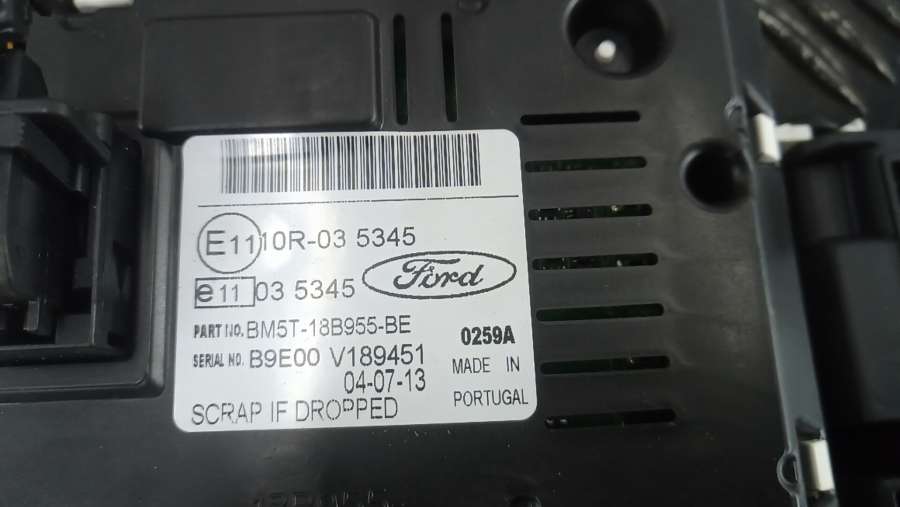 E11 10R-03 5345
e11 03 5345
Ford
PART NO. BM5T-18B955-BE
0259A
SERIAL NO. B9E00 V189451
04-07-13
MADE IN
PORTUGAL
SCRAP IF DROPPED